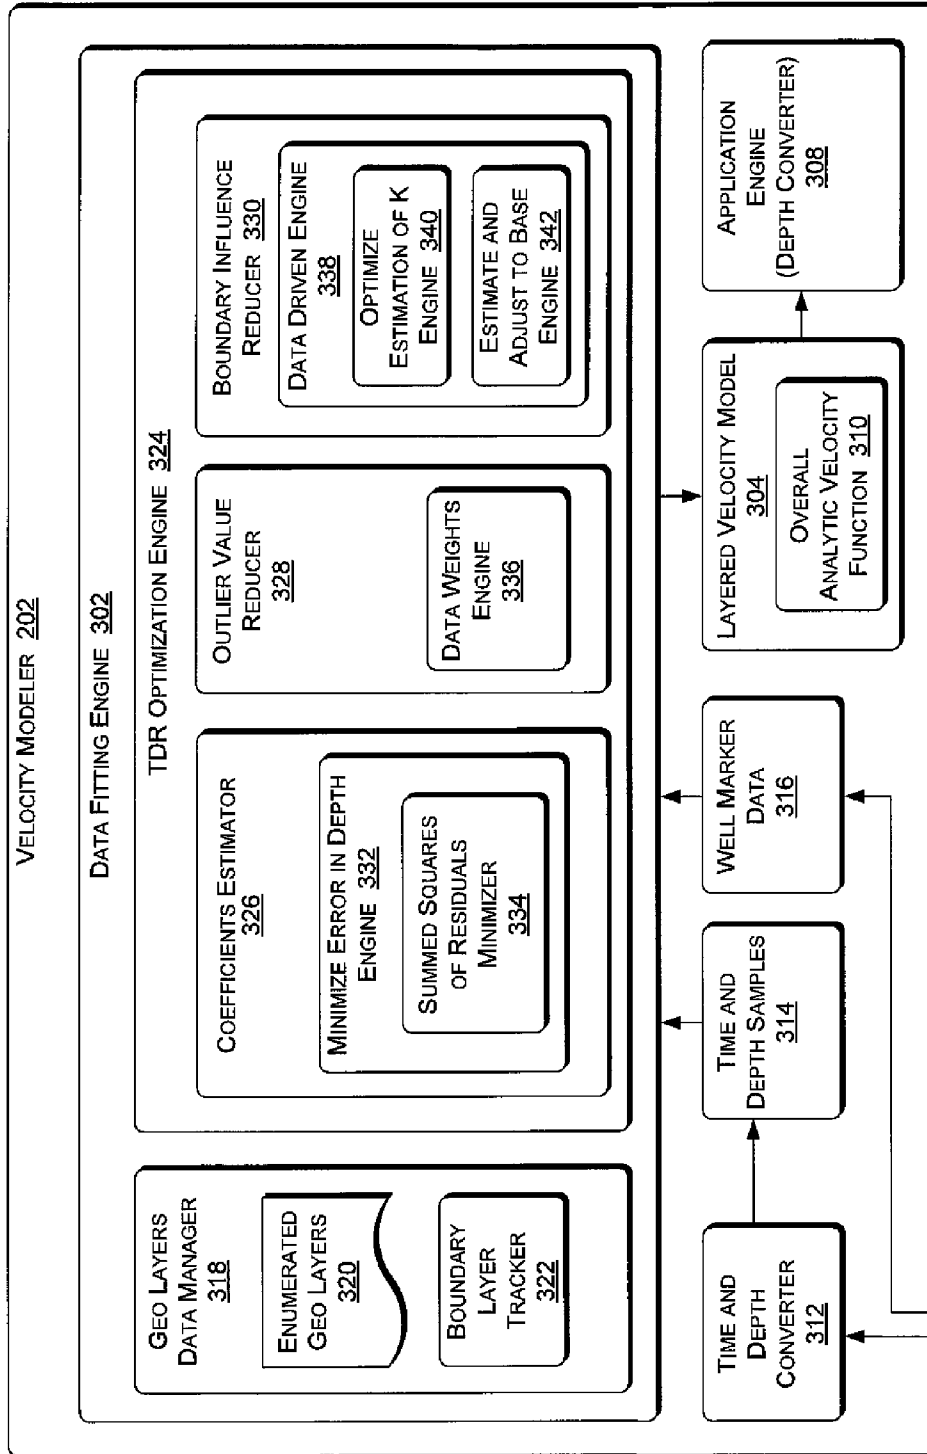 VELOCITY MODELER 202
DATA FITTING ENGINE 302
GEO LAYERS
DATA MANAGER
318
ENUMERATED
GEO LAYERS
320
BOUNDARY
LAYER
TRACKER
322
TDR OPTIMIZATION ENGINE 324
COEFFICIENTS ESTIMATOR
326
MINIMIZE ERROR IN DEPTH
ENGINE 332
SUMMED SQUARES
OF RESIDUALS
MINIMIZER
334
OUTLIER VALUE
REDUCER
328
DATA WEIGHTS
ENGINE
336
BOUNDARY INFLUENCE
REDUCER 330
DATA DRIVEN ENGINE
338
OPTIMIZE
ESTIMATION OF K
ENGINE 340
ESTIMATE AND
ADJUST TO BASE
ENGINE 342
TIME AND
DEPTH
CONVERTER
312
TIME AND
DEPTH SAMPLES
314
WELL MARKER
DATA
316
LAYERED VELOCITY MODEL
304
OVERALL
ANALYTIC VELOCITY
FUNCTION 310
APPLICATION
ENGINE
(DEPTH CONVERTER)
308